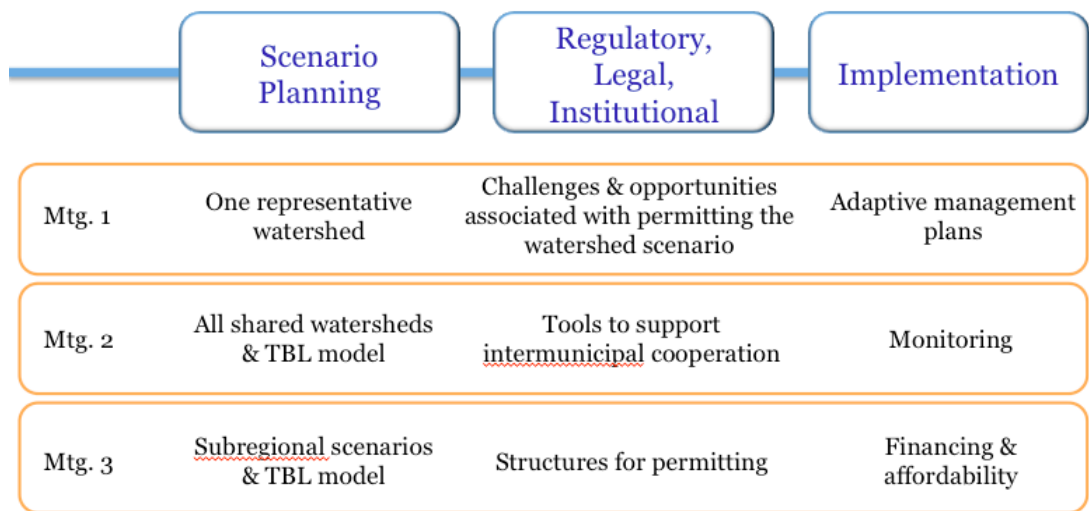 Scenario
Planning
Regulatory,
Legal,
Institutional
Implementation
Mtg. 1
One representative
watershed
Challenges & opportunities
associated with permitting the
watershed scenario
Adaptive management
plans
Mtg. 2
All shared watersheds
& TBL model
Tools to support
intermunicipal cooperation
Monitoring
Mtg. 3
Subregional scenarios
& TBL model
Structures for permitting
Financing &
affordability